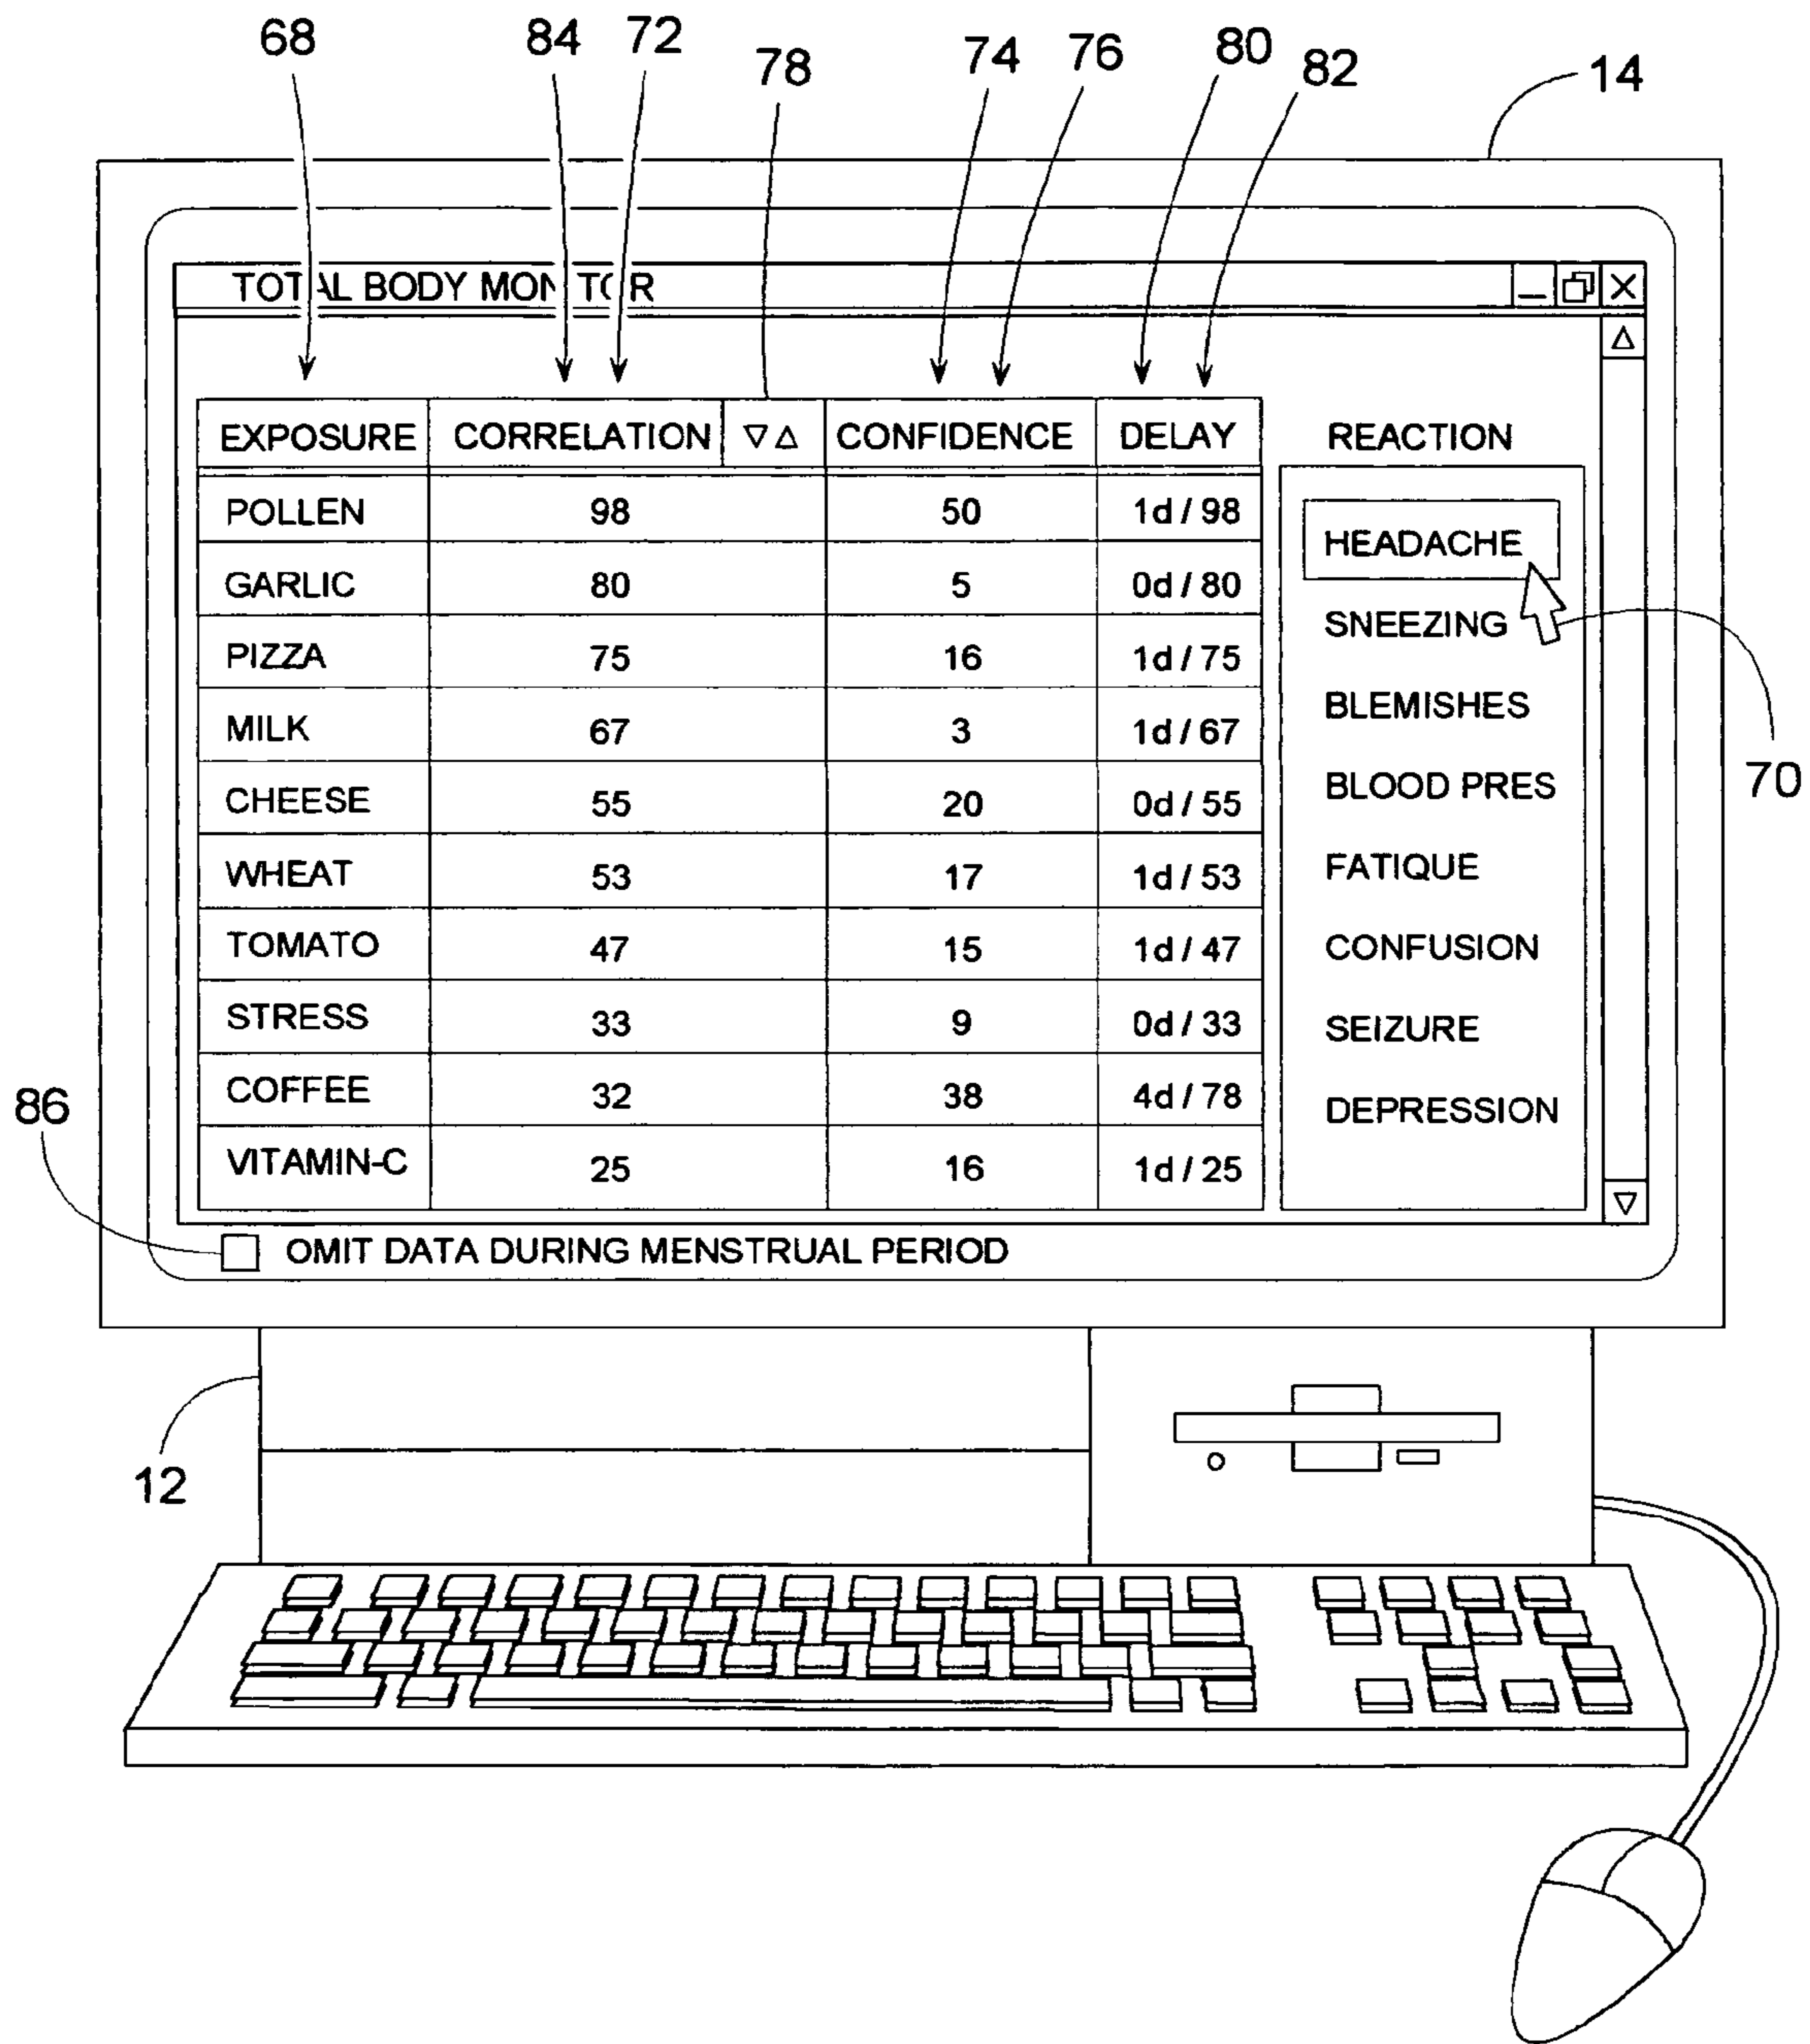 68 84 72 78 74 76 80 82 14
TOTAL BODY MONITOR
EXPOSURE CORRELATION ▽△ CONFIDENCE DELAY REACTION
POLLEN 98 50 1d / 98
HEADACHE
GARLIC 80 5 0d / 80
SNEEZING
PIZZA 75 16 1d / 75
BLEMISHES
MILK 67 3 1d / 67
70
BLOOD PRES
CHEESE 55 20 0d / 55
FATIQUE
WHEAT 53 17 1d / 53
CONFUSION
TOMATO 47 15 1d / 47
STRESS 33 9 0d / 33
SEIZURE
COFFEE 32 38 4d / 78
DEPRESSION
86
VITAMIN-C 25 16 1d / 25
OMIT DATA DURING MENSTRUAL PERIOD
12